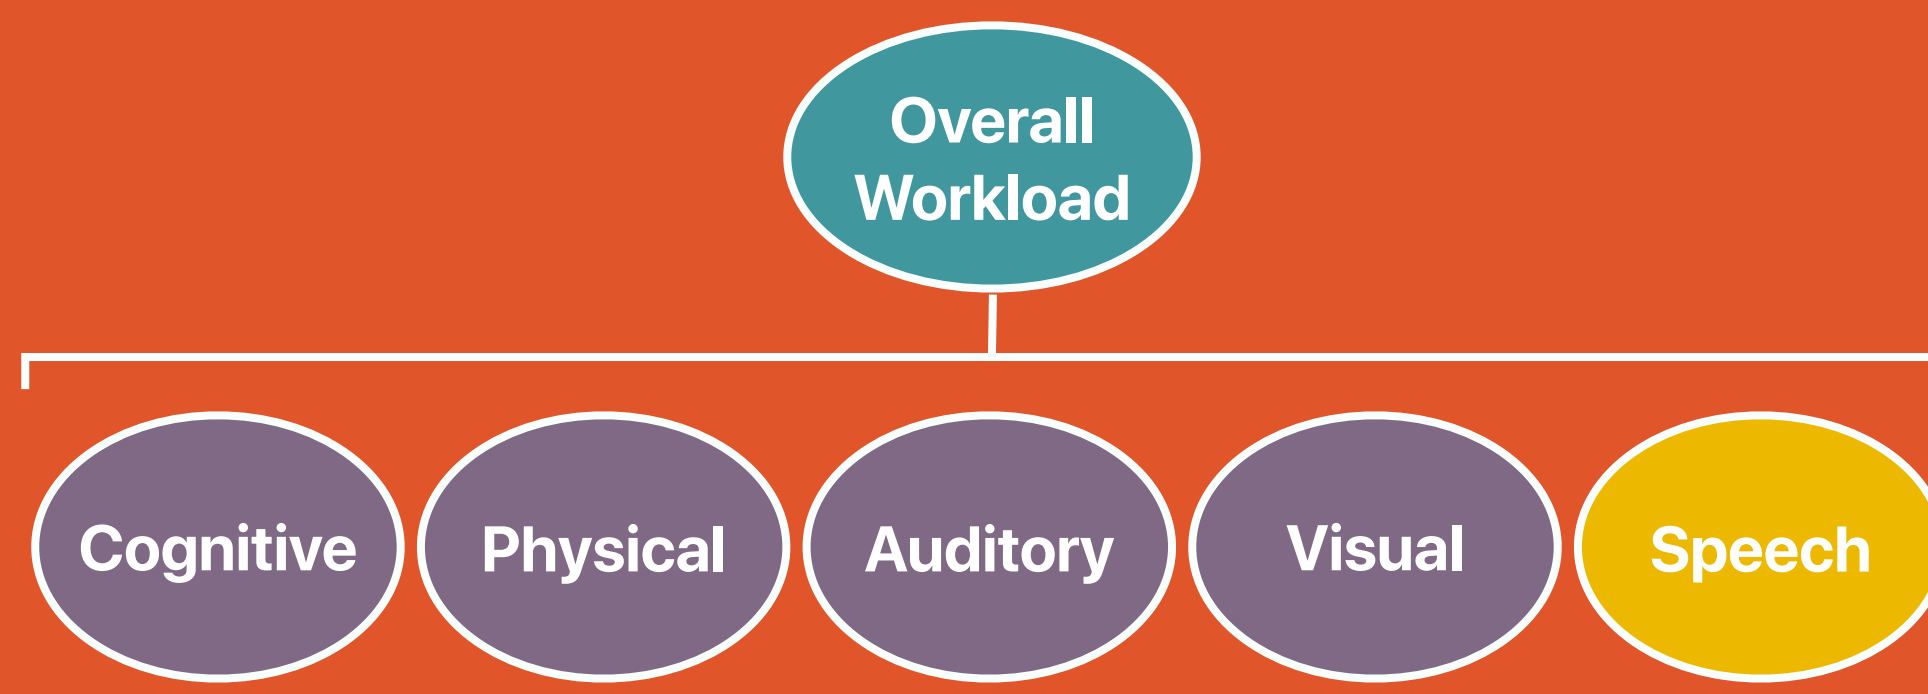 Overall
Workload
Cognitive
Physical
Auditory
Visual
Speech